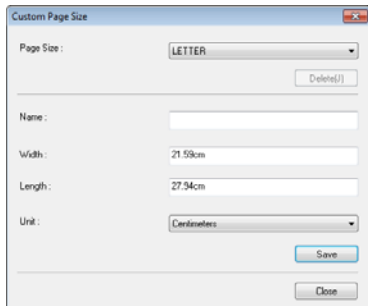 Custom Page Size
Page Size : LETTER
Delete(J)
Name :
Width : 21.59cm
Length : 27.94cm
Unit : Centimeters
Save
Close